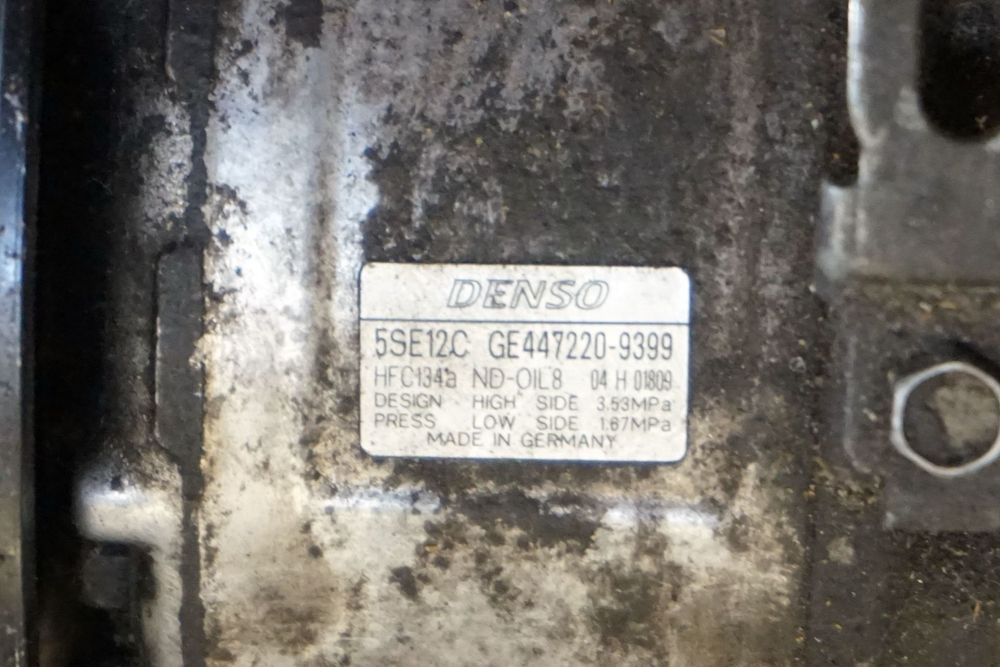 DENSO
5SE12C GE447220-9399
HFC134a ND-OIL8 04 H 01809
DESIGN HIGH SIDE 3.53MPa
PRESS LOW SIDE 1.67MPa
MADE IN GERMANY